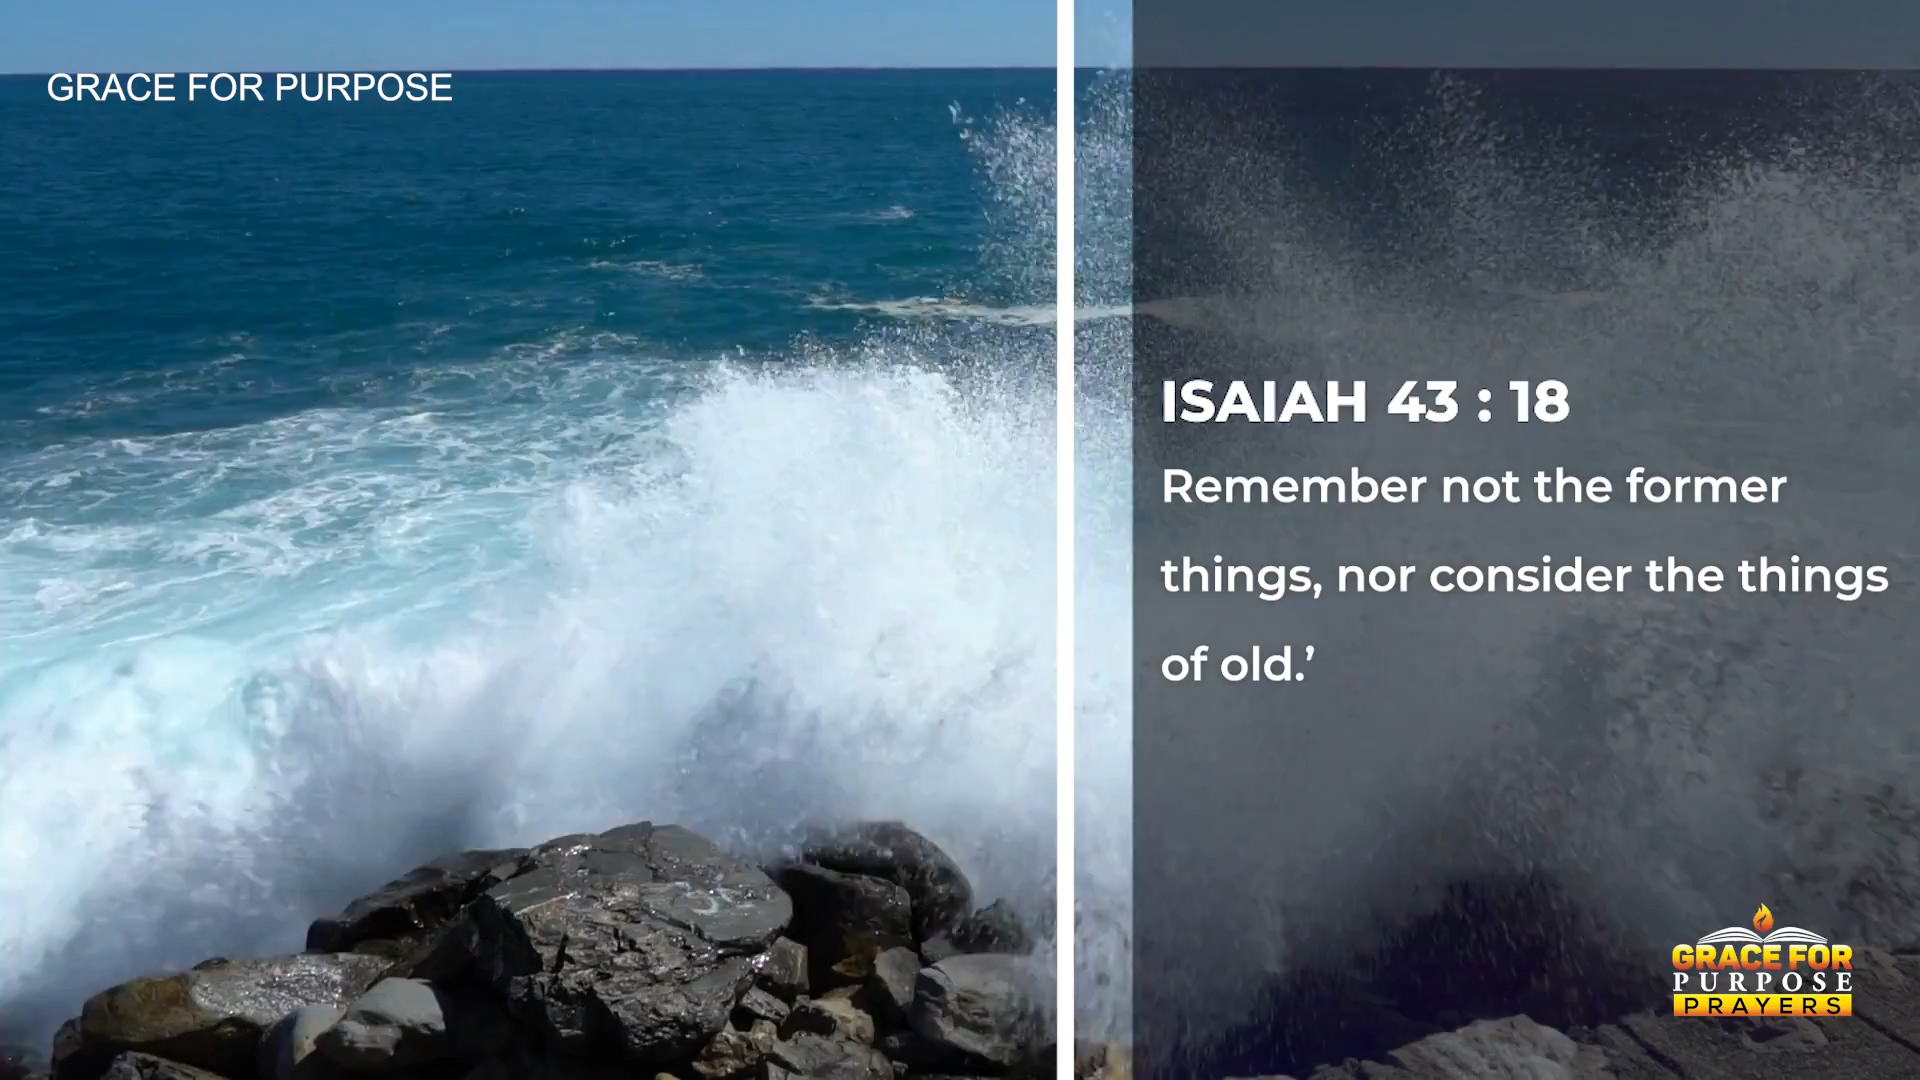 GRACE FOR PURPOSE
ISAIAH 43 : 18
Remember not the former
things, nor consider the things
of old.’
GRACE FOR
PURPOSE
PRAYERS